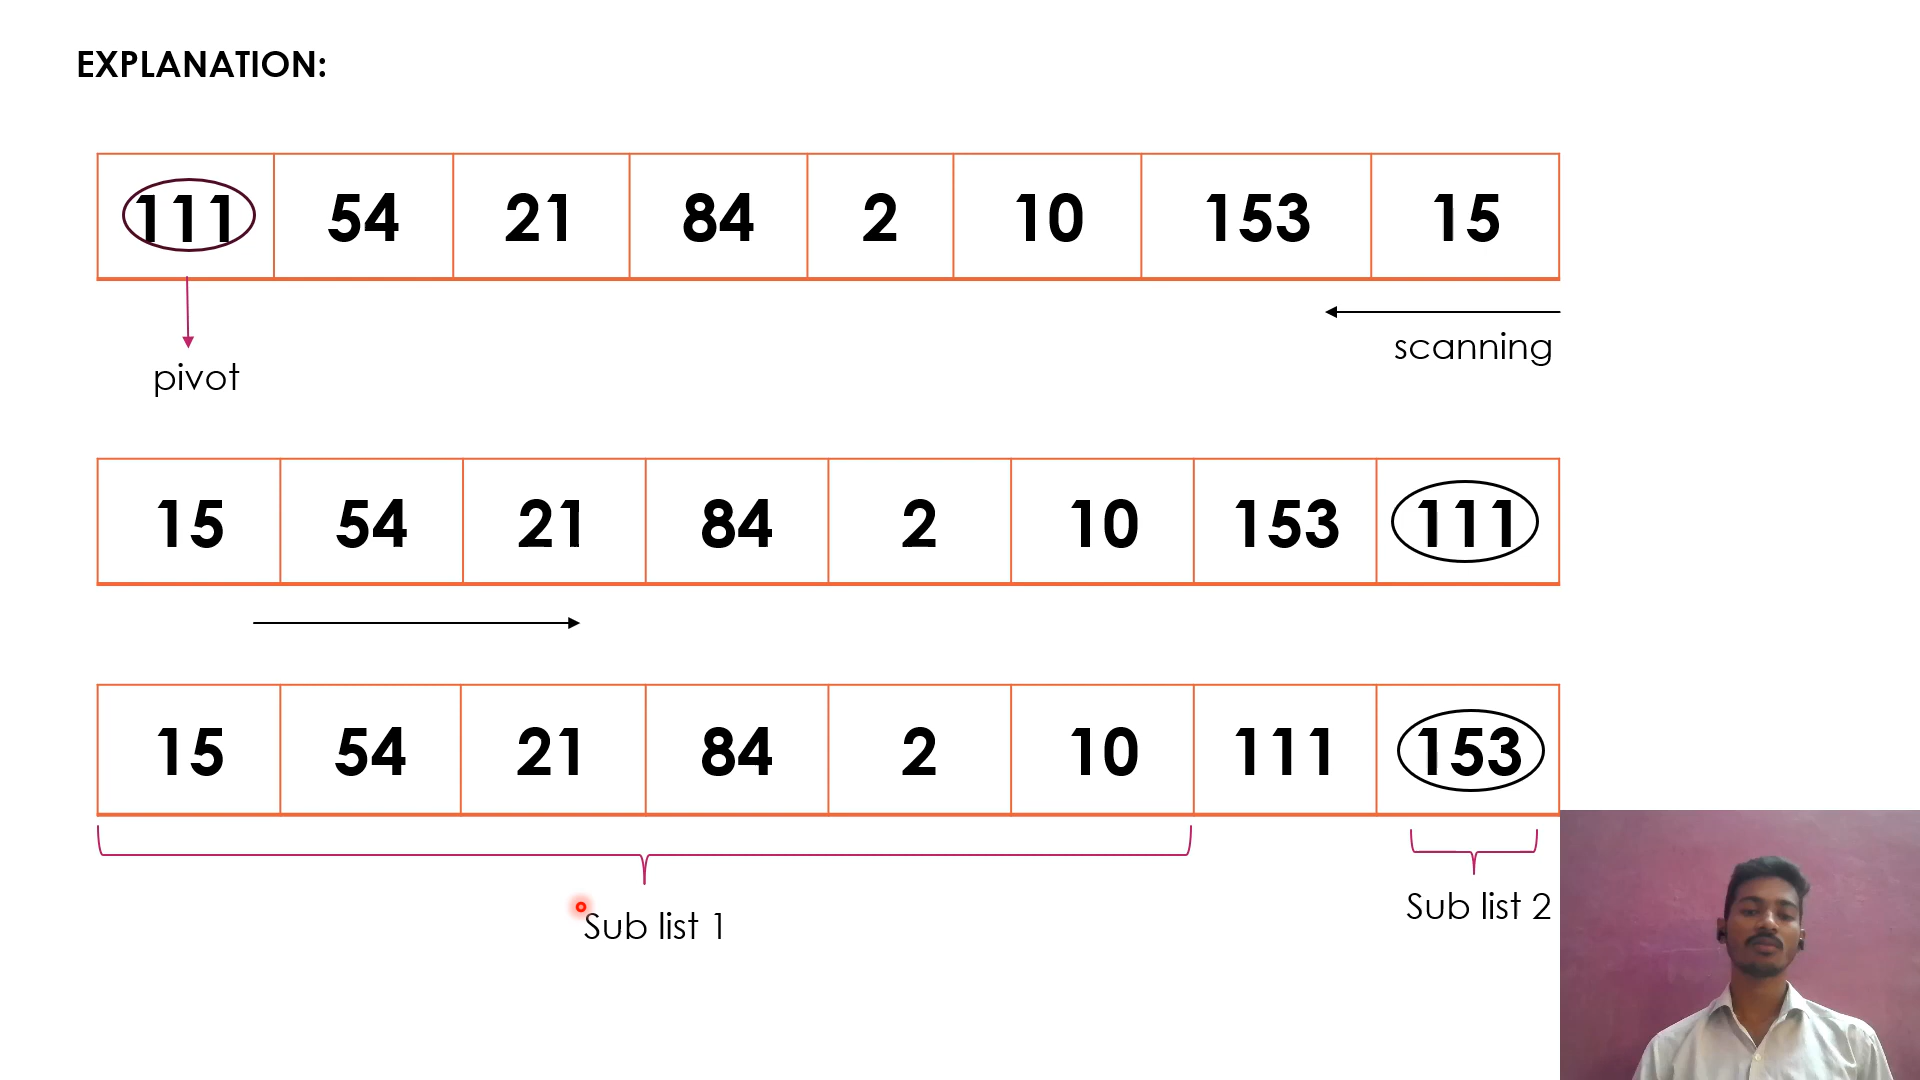 EXPLANATION:
111 54 21 84 2 10 153 15
scanning
pivot
15 54 21 84 2 10 153 111
15 54 21 84 2 10 111 153
Sub list 1
Sub list 2